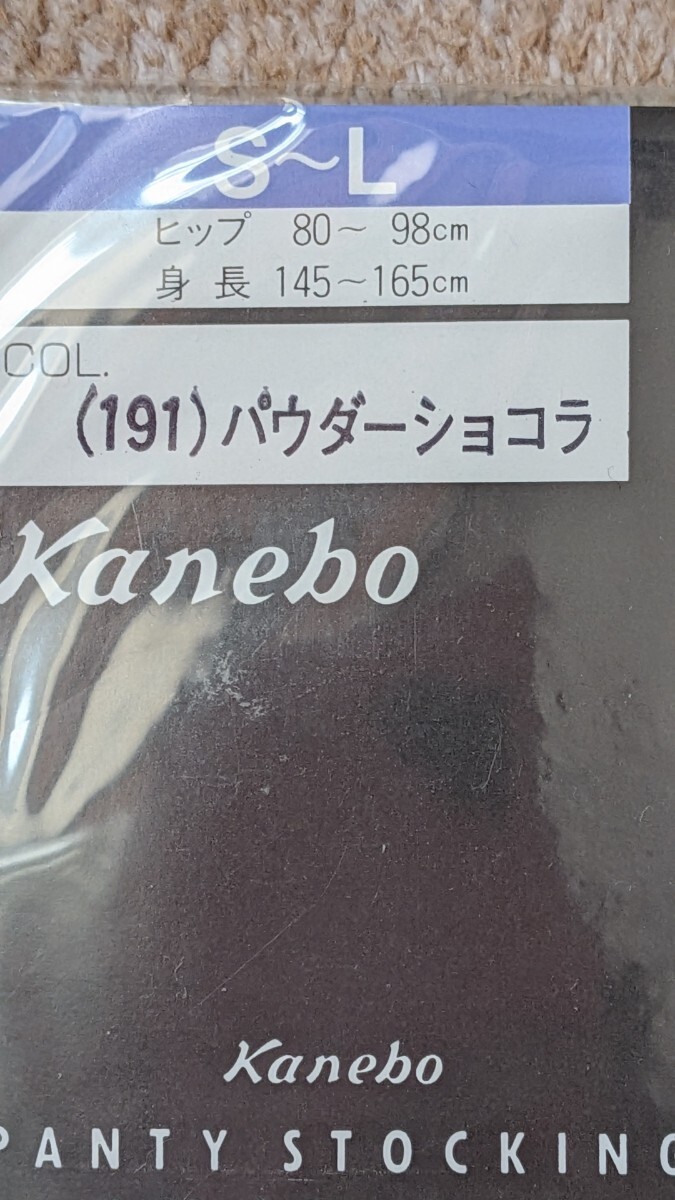 S〜L
ヒップ 80〜 98cm
身 長 145〜165cm
COL.
(191)パウダーショコラ
Kanebo
Kanebo
PANTY STOCKING